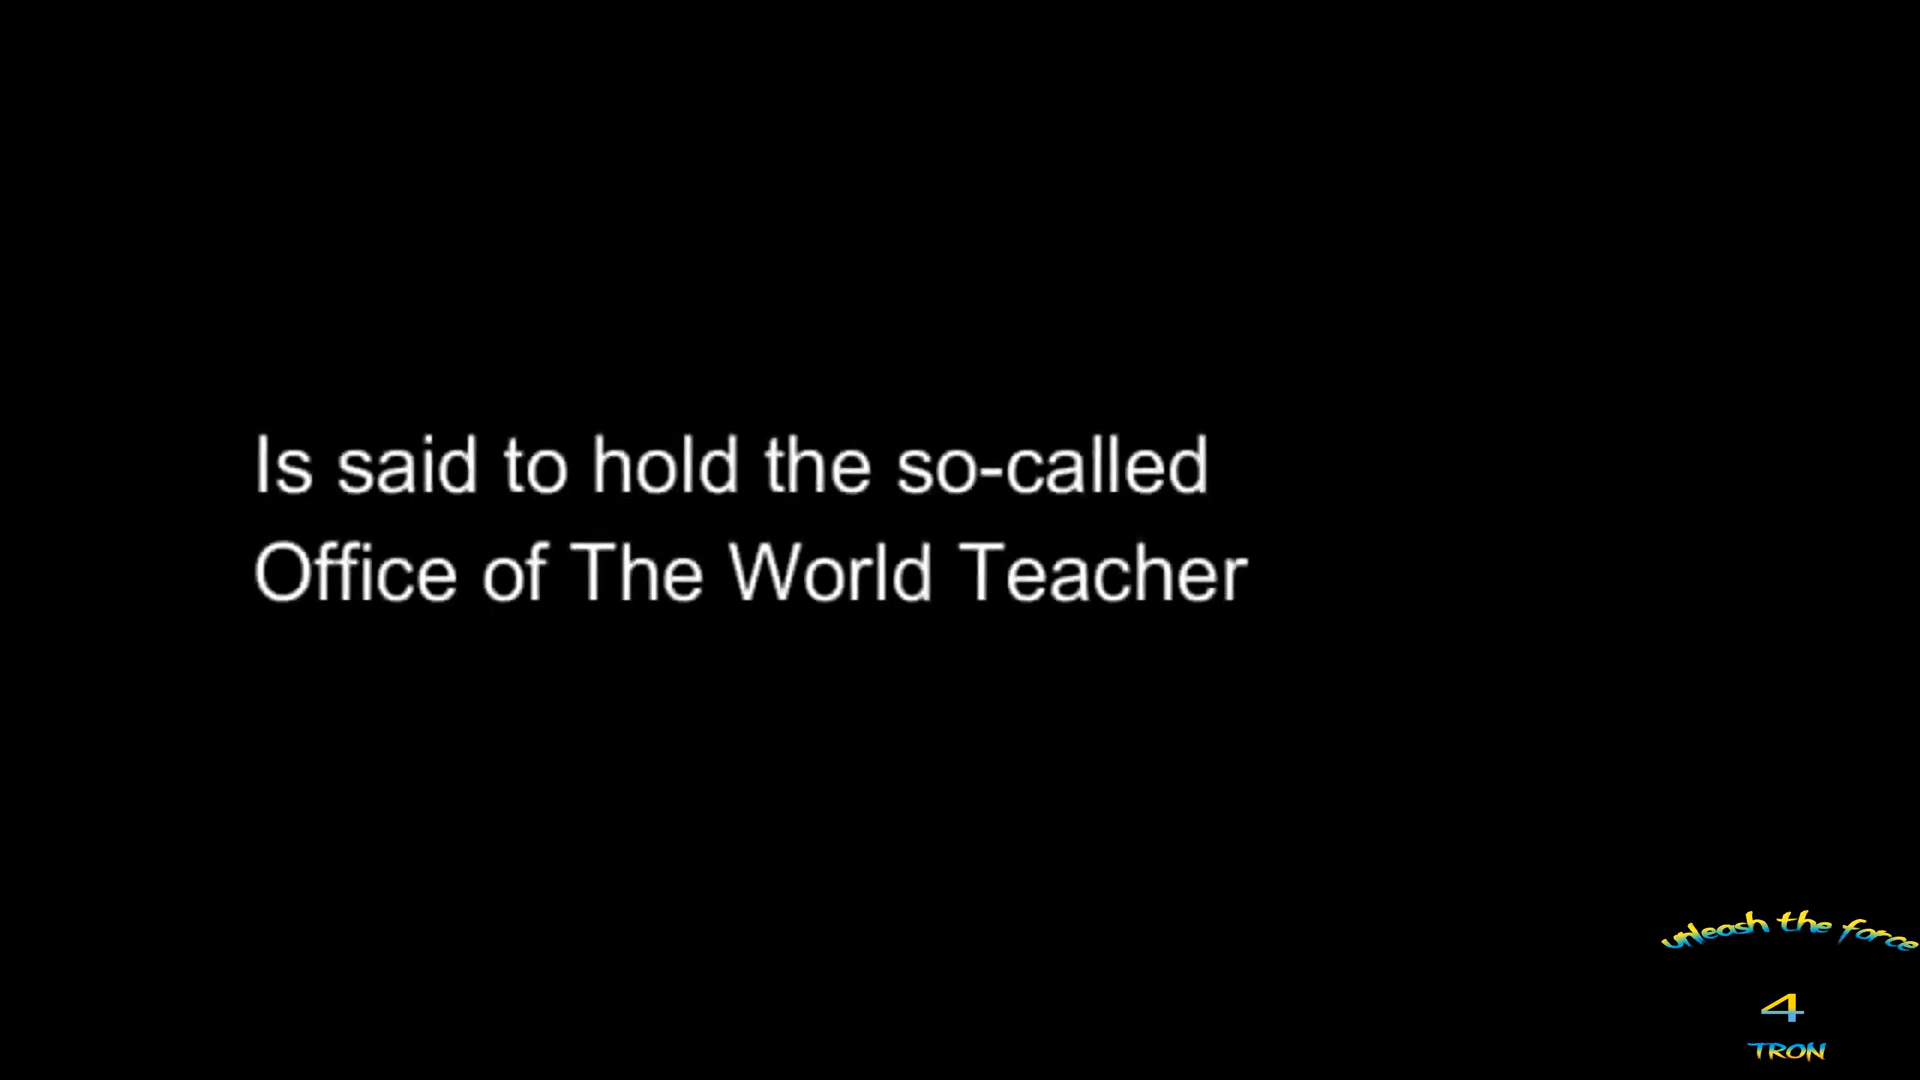 Is said to hold the so-called
Office of The World Teacher
unleash the force
4
TRON